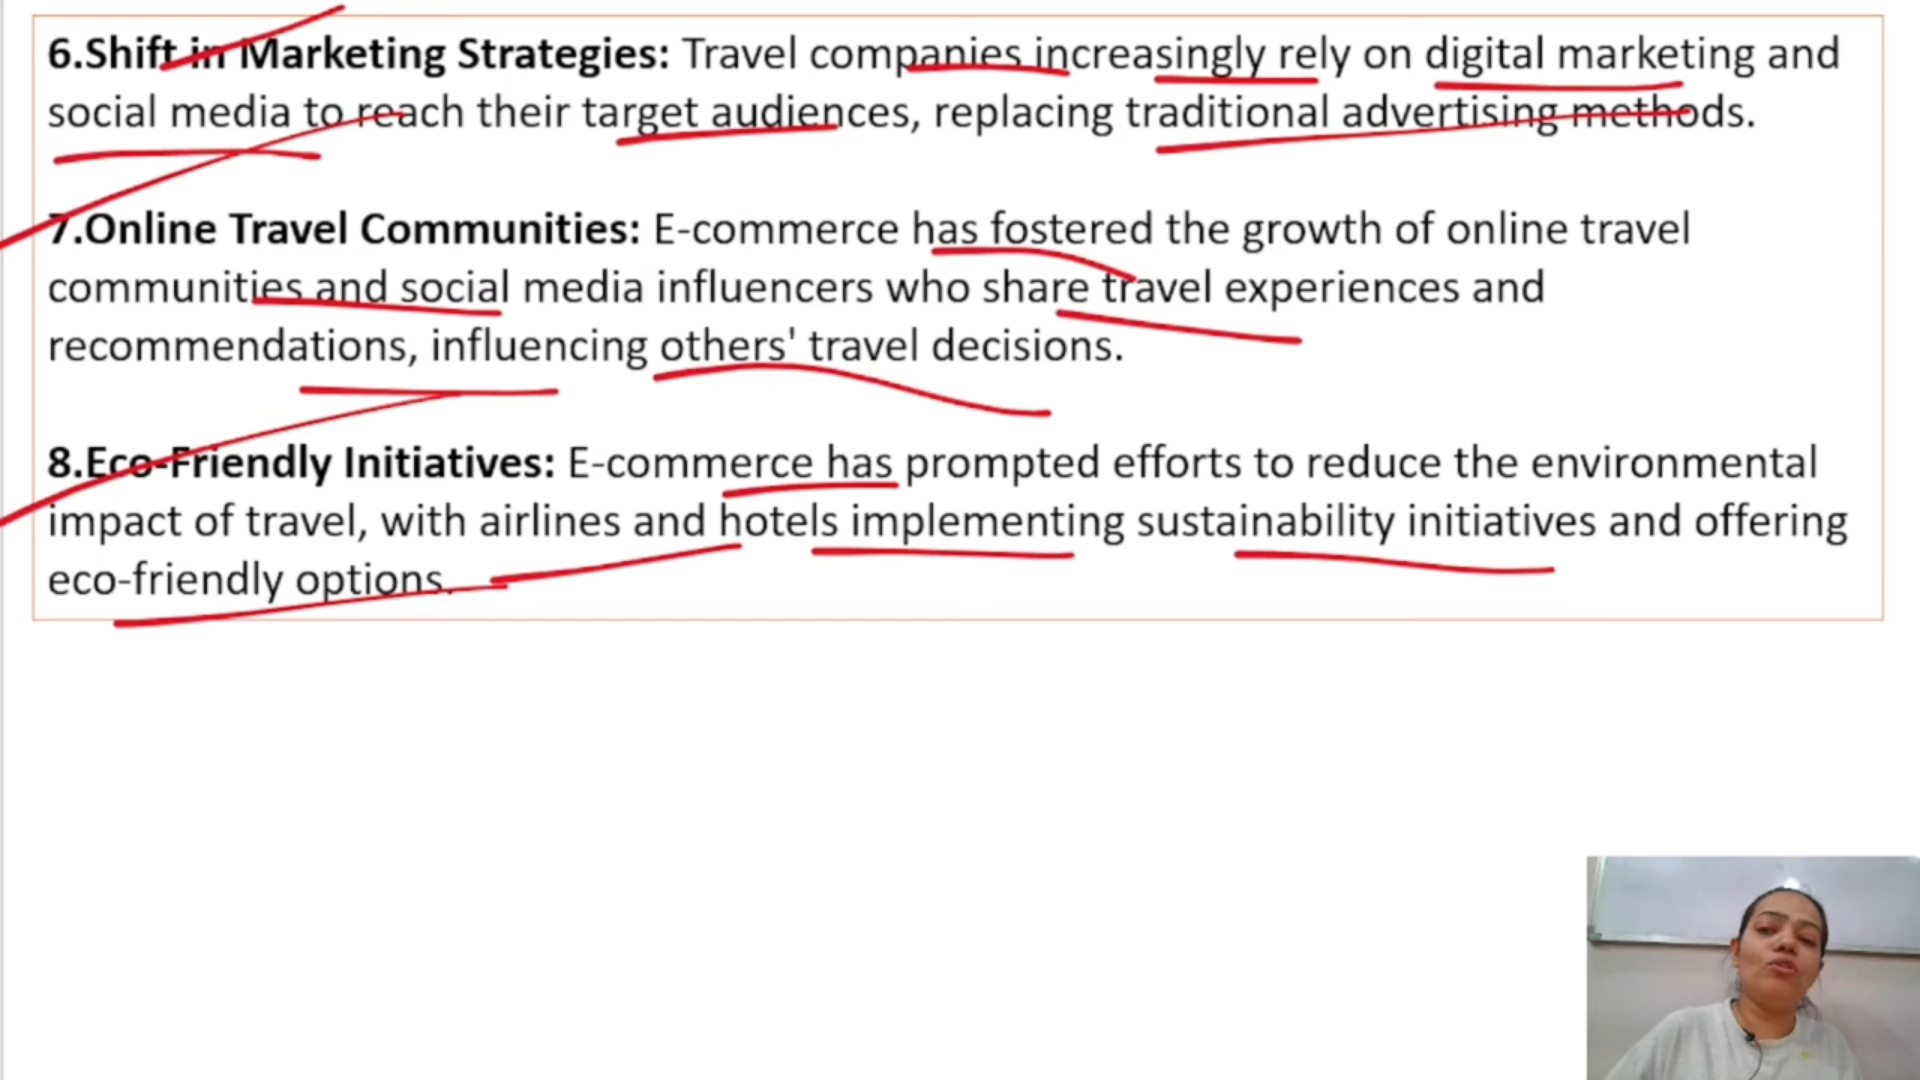 6.Shift in Marketing Strategies: Travel companies increasingly rely on digital marketing and
social media to reach their target audiences, replacing traditional advertising methods.
7.Online Travel Communities: E-commerce has fostered the growth of online travel
communities and social media influencers who share travel experiences and
recommendations, influencing others' travel decisions.
8.Eco-Friendly Initiatives: E-commerce has prompted efforts to reduce the environmental
impact of travel, with airlines and hotels implementing sustainability initiatives and offering
eco-friendly options.